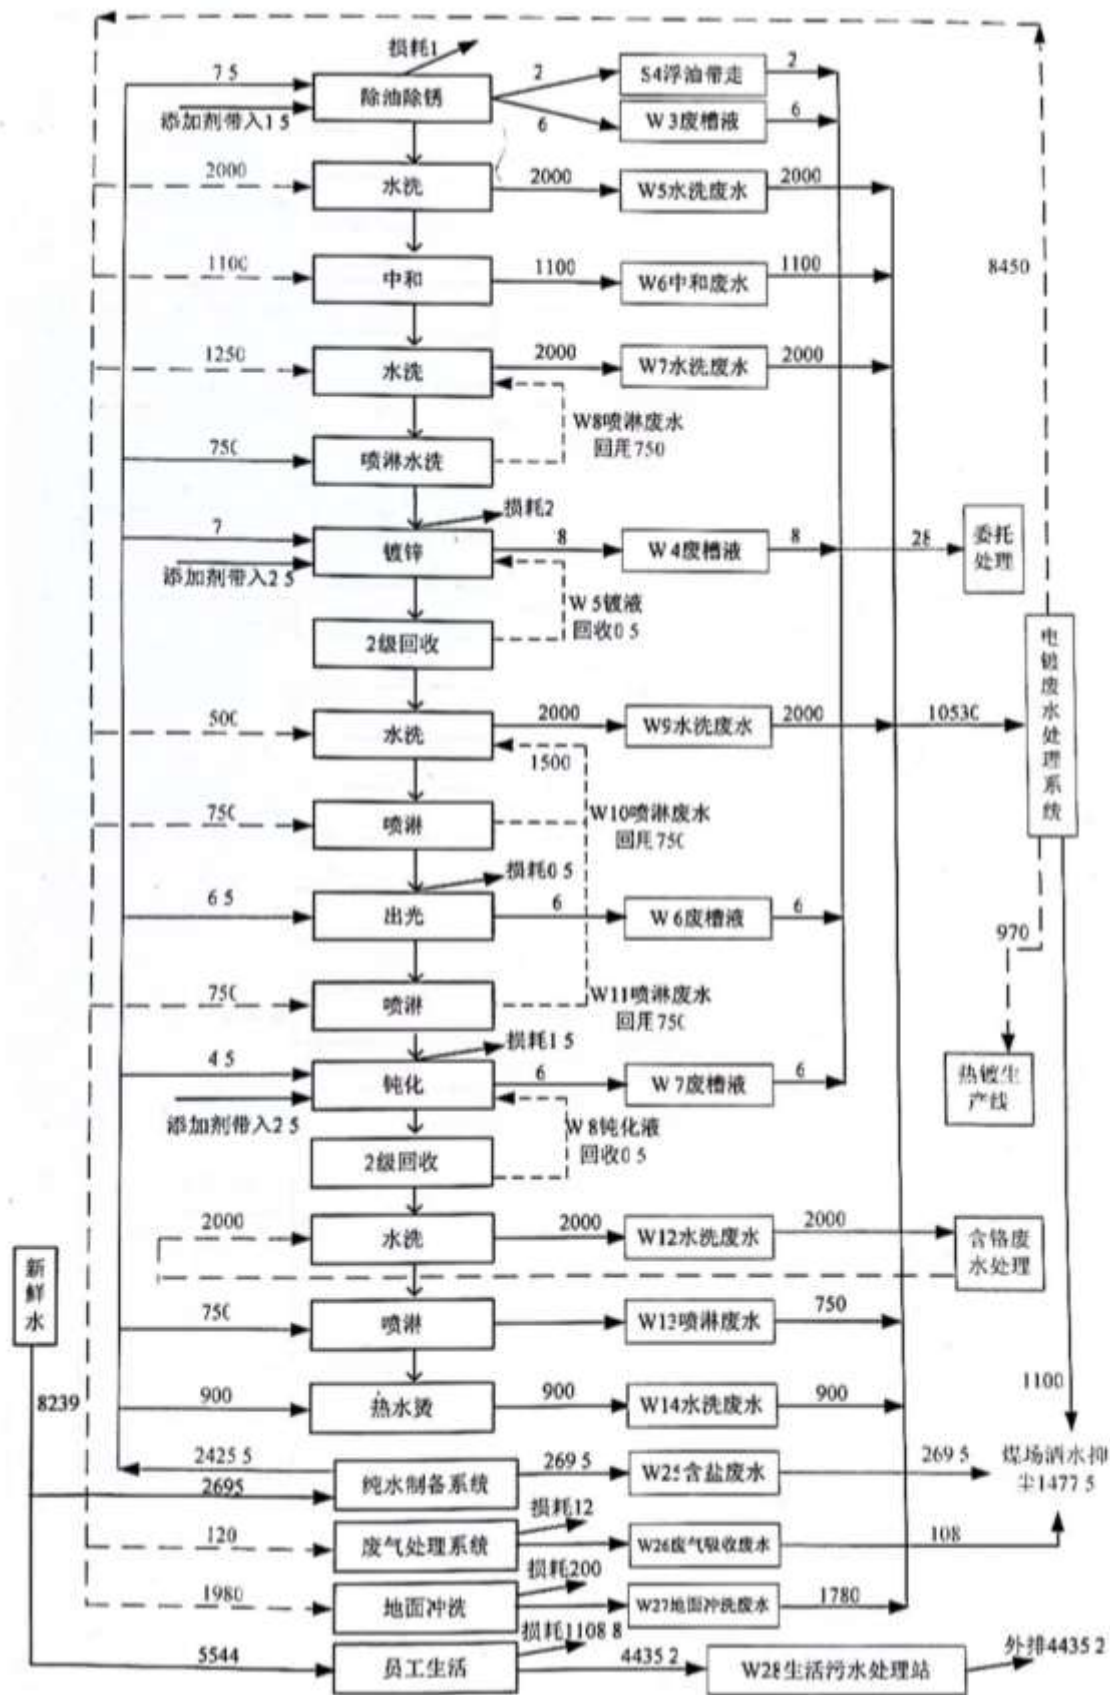 损耗1
7 5
除油除锈
添加剂带入1 5
2
S4浮油带走
2
6
W 3废槽液
6
2000
水洗
2000
W5水洗废水
2000
1100
中和
1100
W6中和废水
1100
8450
1250
水洗
2000
W7水洗废水
2000
W8喷淋废水
回用750
750
喷淋水洗
损耗2
7
镀锌
8
W 4废槽液
8
28
委托
处理
添加剂带入2 5
W 5镀液
回收0 5
2级回收
电镀废水处理系统
500
水洗
2000
W9水洗废水
2000
10530
1500
750
喷淋
W10喷淋废水
回用750
损耗0 5
6 5
出光
6
W 6废槽液
6
970
750
喷淋
W11喷淋废水
回用750
损耗1 5
4 5
钝化
6
W 7废槽液
6
热镀生
产线
添加剂带入2 5
W 8钝化液
回收0 5
2级回收
2000
水洗
2000
W12水洗废水
2000
含铬废
水处理
新鲜水
750
喷淋
W13喷淋废水
750
8239
900
热水烫
900
W14水洗废水
900
1100
2425 5
2695
纯水制备系统
269 5
W25含盐废水
269 5
煤场洒水抑
尘1477 5
损耗12
120
废气处理系统
W26废气吸收废水
108
损耗200
1980
地面冲洗
W27地面冲洗废水
1780
损耗1108 8
5544
员工生活
4435 2
W28生活污水处理站
外排4435 2